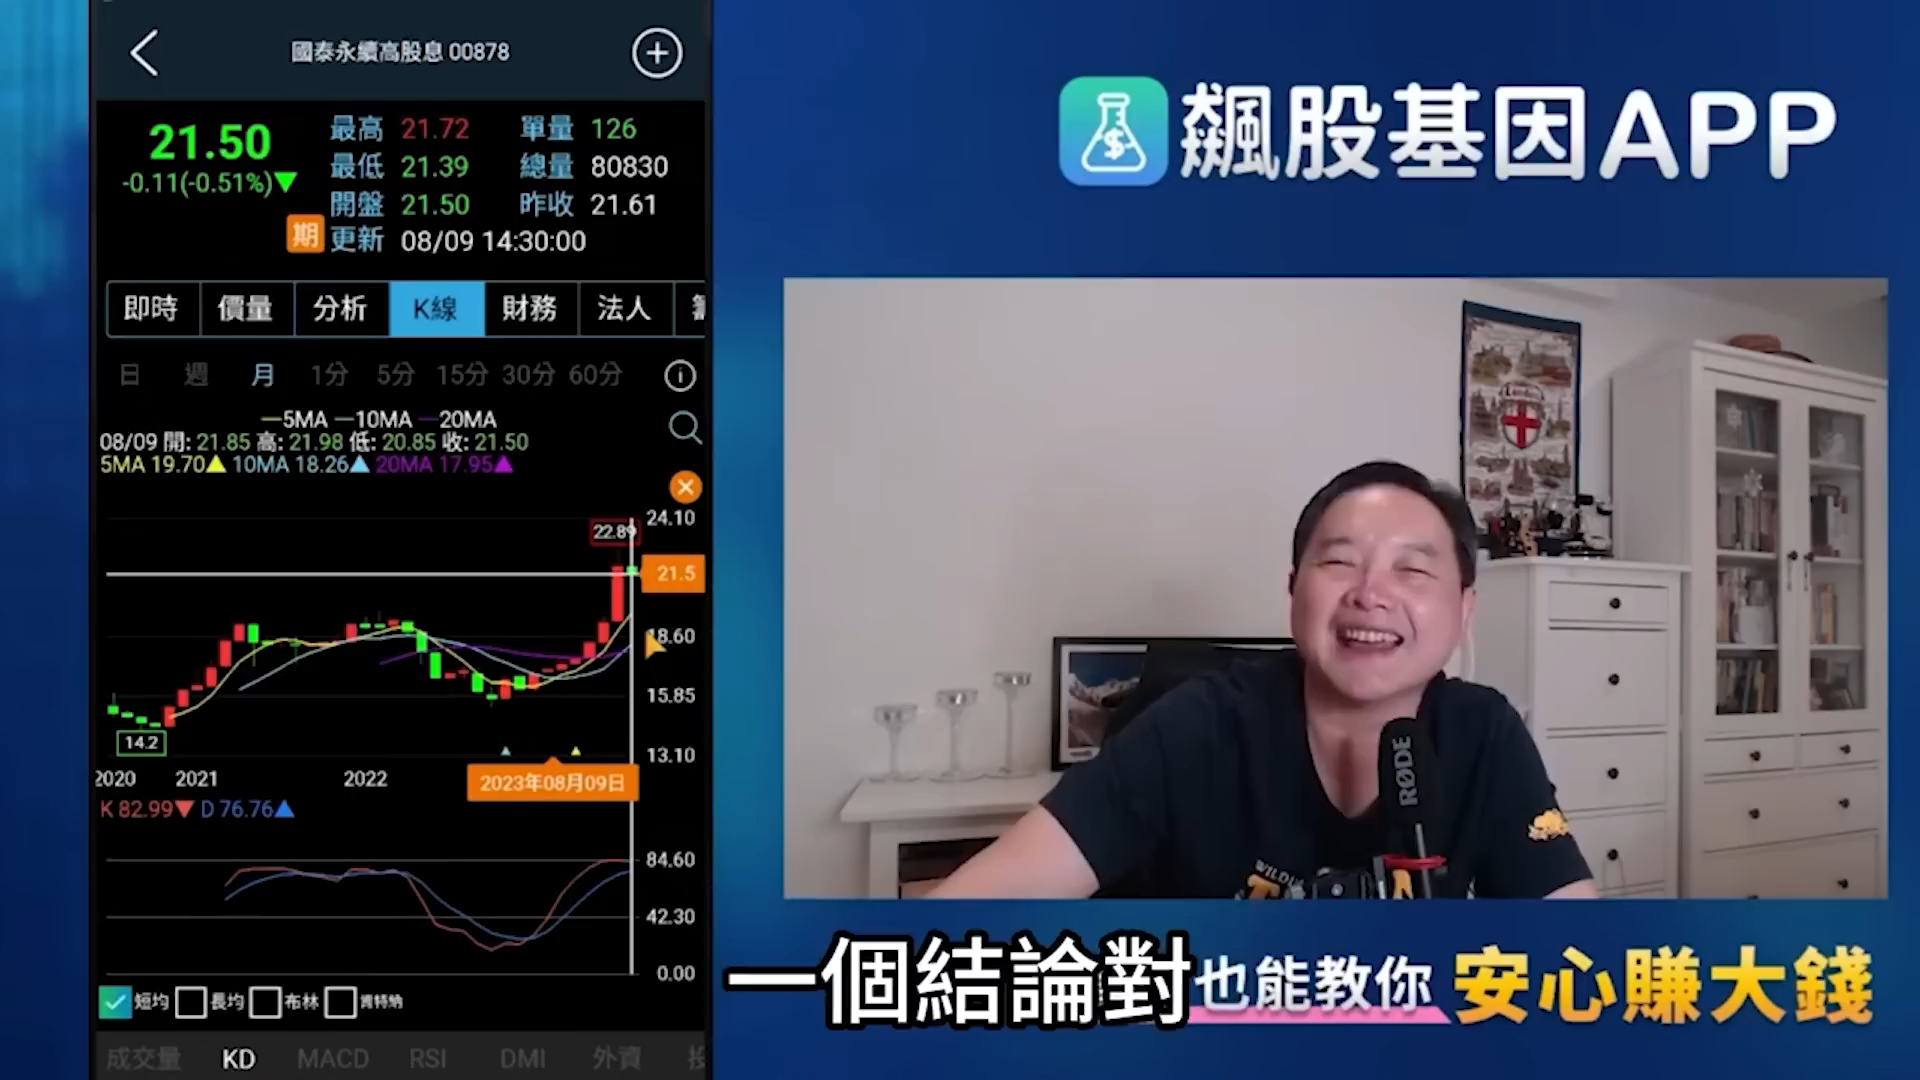 國泰永續高股息 00878
21.50
-0.11(-0.51%)▼
最高 21.72 單量 126
最低 21.39 總量 80830
開盤 21.50 昨收 21.61
期 更新 08/09 14:30:00
即時 價量 分析 K線 財務 法人
日 週 月 1分 5分 15分 30分 60分
5MA 10MA 20MA
08/09 開: 21.85 高: 21.98 低: 20.85 收: 21.50
5MA 19.70▲ 10MA 18.26▲ 20MA 17.95▲
24.10
22.89
21.5
18.60
15.85
14.2
13.10
2020 2021 2022 2023年08月09日
K 82.99▼ D 76.76▲
84.60
42.30
0.00
短均 長均 布林 肯特納
成交量 KD MACD RSI DMI 外資
飆股基因APP
London
RØDE
一個結論對
也能教你 安心賺大錢